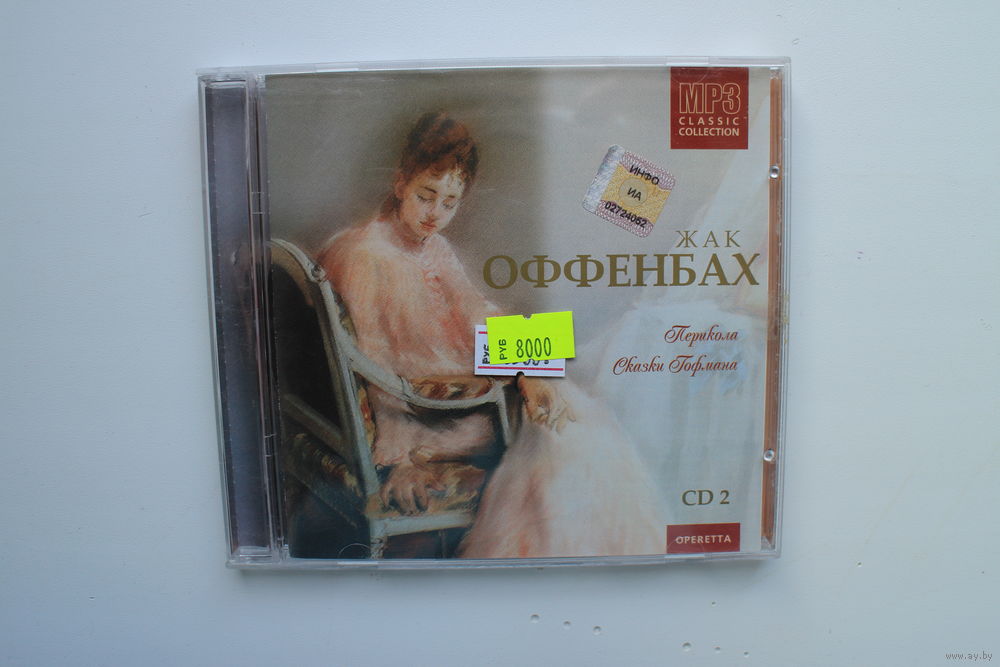 MP3
CLASSIC
COLLECTION
ИНФО
ИА
02724062
ЖАК
ОФФЕНБАХ
Перикола
Сказки Гофмана
РУБ 8000
РУБ
CD 2
OPERETTA
www.ay.by